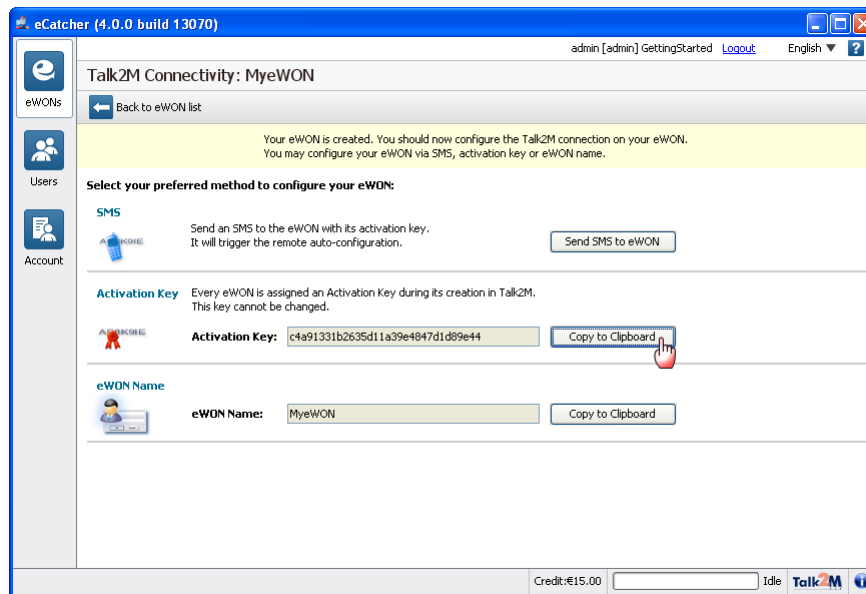 eCatcher (4.0.0 build 13070)
admin [admin] GettingStarted Logout English ?
eWONs
Talk2M Connectivity: MyeWON
Back to eWON list
Your eWON is created. You should now configure the Talk2M connection on your eWON.
You may configure your eWON via SMS, activation key or eWON name.
Users
Select your preferred method to configure your eWON:
SMS
Send an SMS to the eWON with its activation key.
It will trigger the remote auto-configuration.
Send SMS to eWON
Account
Activation Key
Every eWON is assigned an Activation Key during its creation in Talk2M.
This key cannot be changed.
Activation Key: c4a91331b2635d11a39e4847d1d89e44 Copy to Clipboard
eWON Name
eWON Name: MyeWON Copy to Clipboard
Credit:€15.00 Idle Talk2M